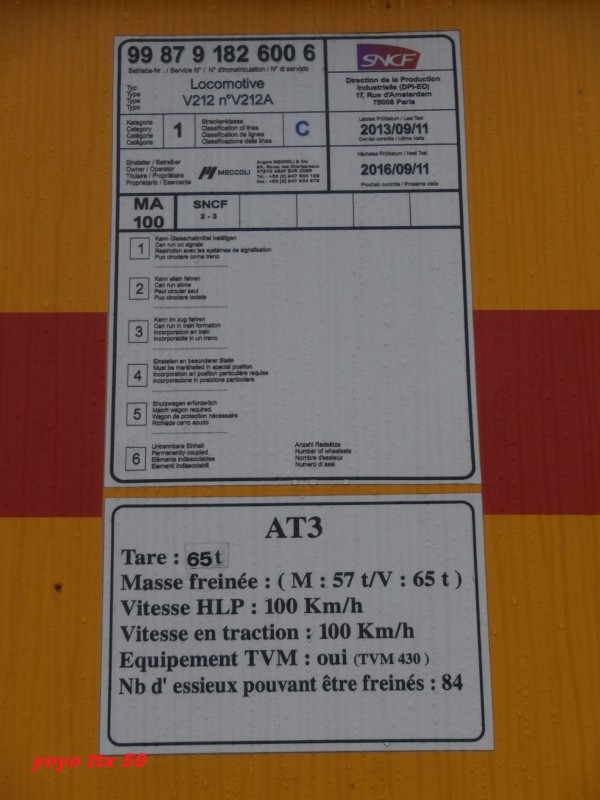 99 87 9 182 600 6
Betriebs-Nr. / Service N° / N° d'immatriculation / N° di servizio
Typ
Type
Type
Typo
Locomotive
V212 n°V212A
SNCF
Direction de la Production
Industrielle (DPI-EO)
17, Rue d'Amsterdam
75008 Paris
Kategorie
Category
Catégorie
Catégorie
1
Streckenklasse
Classification of lines
Classification de lignes
Classificazione delle lini
C
Letztes Prüfdatum / Last Test
2013/09/11
Dernier contrôle / Ultima visita
Einsteller / Betreiber
Owner / Operator
Titulaire / Propriétaire
Proprietario / Esercente
MECCOLI
Nächstes Prüfdatum / Next Test
2016/09/11
Prochain contrôle / Prossima visita
MA
100
SNCF
2 - 3
1
Kann Gleisschaltmittel betätigen
Can run on signals
Restriction avec les systèmes de signalisation
Puo circolare come treno
2
Kann allein fahren
Can run alone
Peut circuler seul
Puo circolare isolata
3
Kann im zug fahren
Can run in train formation
Incorporation en train
Incorporabile in un treno
4
Einstellen an besonderer Stelle
Must be marshalled in special position
Incorporation en position particulière requise
Incorporazione in posizione particolare
5
Shutzwagen erforderlich
Match wagon required
Wagon de protection nécessaire
Richiede carro scudo
6
Untrennbare Einheit
Permanently coupled
Eléments indissociables
Elementi indissociabili
Anzahl Radsätze
Number of wheelsets
Nombre d'essieux
Numero di assi
AT3
Tare : 65t
Masse freinée : ( M : 57 t/V : 65 t )
Vitesse HLP : 100 Km/h
Vitesse en traction : 100 Km/h
Equipement TVM : oui (TVM 430 )
Nb d' essieux pouvant être freinés : 84
yoyo ftx 59